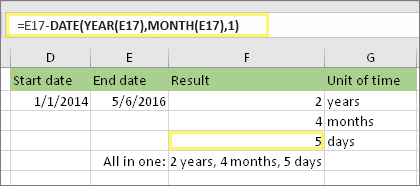 =E17-DATE(YEAR(E17),MONTH(E17),1)
D E F G
Start date End date Result Unit of time
1/1/2014 5/6/2016 2 years
4 months
5 days
All in one: 2 years, 4 months, 5 days